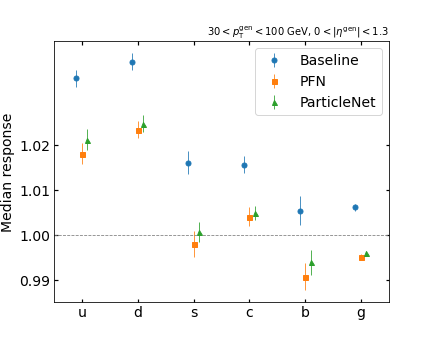 30 < p_T^gen < 100 GeV, 0 < |η^gen| < 1.3
Baseline
PFN
ParticleNet
Median response
1.02
1.01
1.00
0.99
u d s c b g